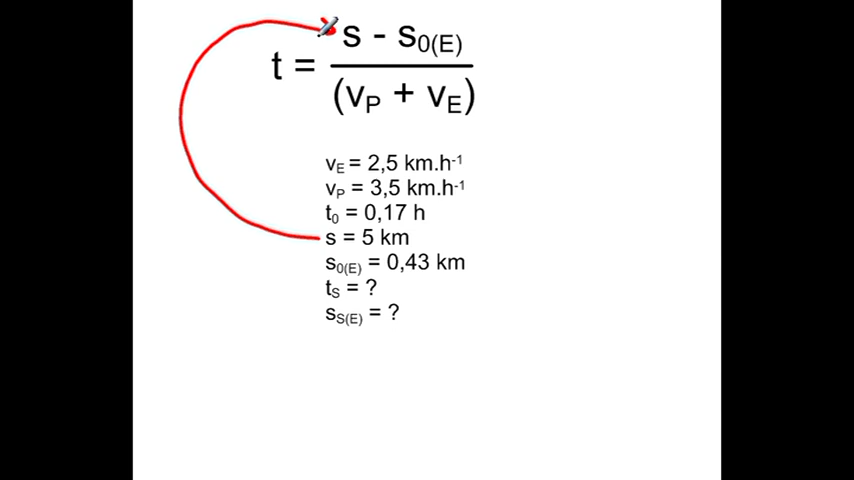 t = s - s₀₍E₎ / (vP + vE)
vE = 2,5 km.h⁻¹
vP = 3,5 km.h⁻¹
t₀ = 0,17 h
s = 5 km
s₀₍E₎ = 0,43 km
tS = ?
sS(E) = ?